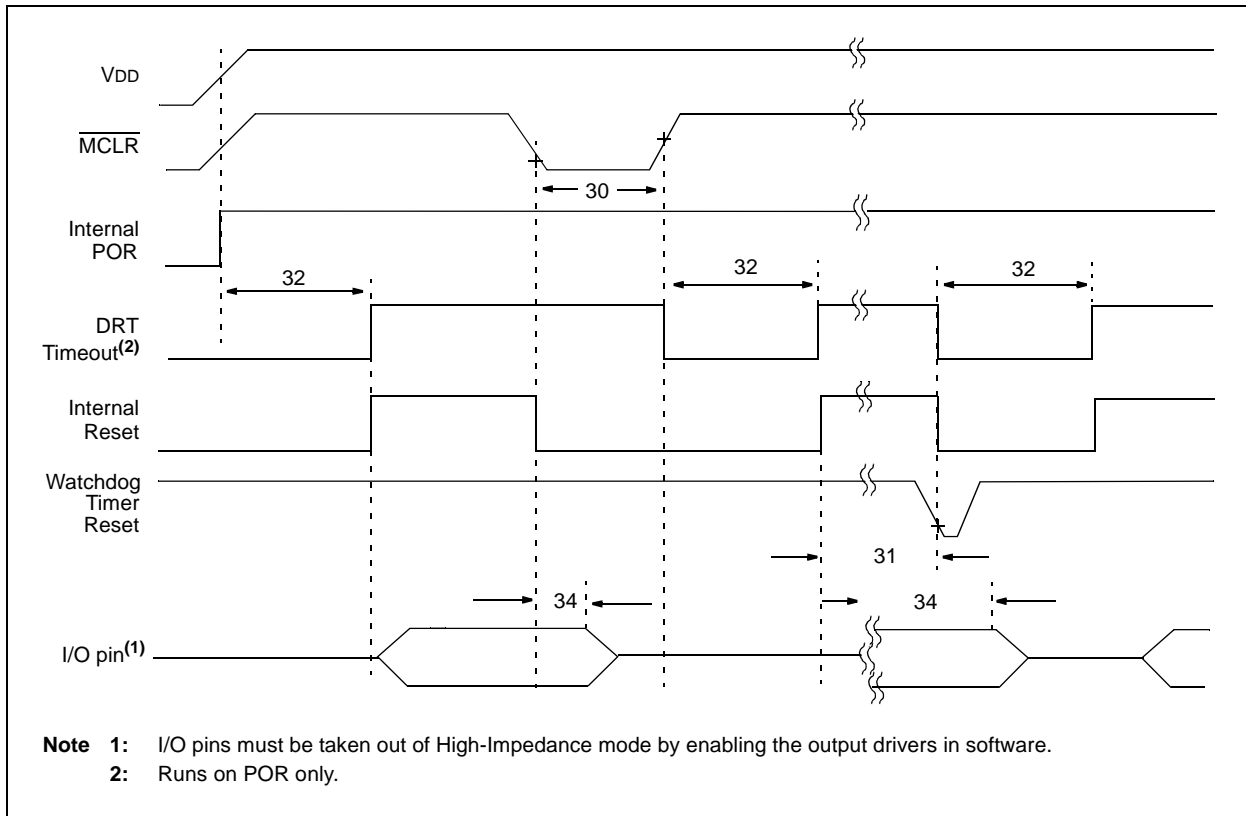 VDD
MCLR
30
Internal
POR
32
32
32
DRT
Timeout(2)
Internal
Reset
Watchdog
Timer
Reset
31
34
34
I/O pin(1)
Note 1: I/O pins must be taken out of High-Impedance mode by enabling the output drivers in software.
2: Runs on POR only.